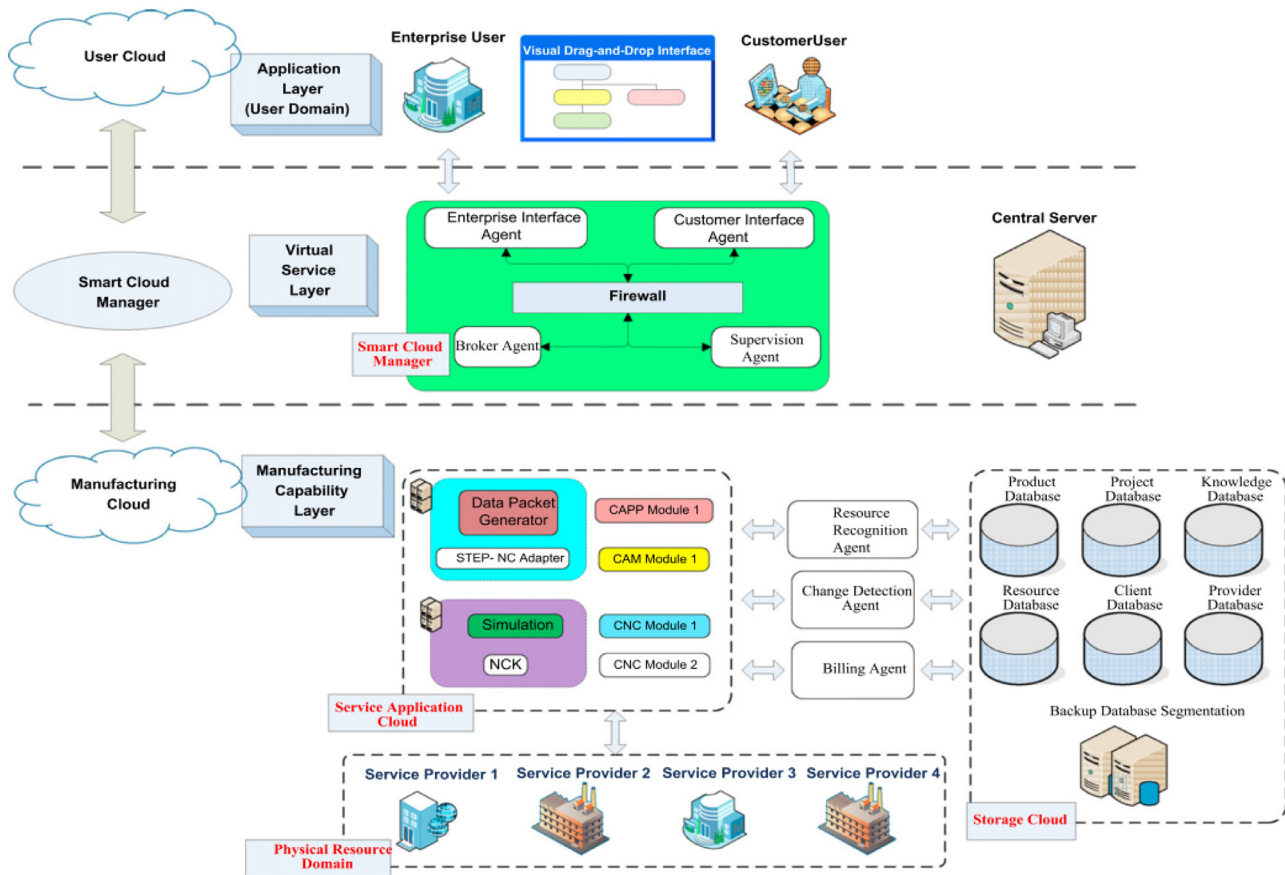 User Cloud
Application
Layer
(User Domain)
Enterprise User
Visual Drag-and-Drop Interface
CustomerUser
Smart Cloud
Manager
Virtual
Service
Layer
Enterprise Interface
Agent
Customer Interface
Agent
Firewall
Broker Agent
Supervision
Agent
Smart Cloud
Manager
Central Server
Manufacturing
Cloud
Manufacturing
Capability
Layer
Data Packet
Generator
STEP- NC Adapter
CAPP Module 1
CAM Module 1
Simulation
NCK
CNC Module 1
CNC Module 2
Service Application
Cloud
Resource
Recognition
Agent
Change Detection
Agent
Billing Agent
Product
Database
Project
Database
Knowledge
Database
Resource
Database
Client
Database
Provider
Database
Backup Database Segmentation
Storage Cloud
Service Provider 1
Service Provider 2
Service Provider 3
Service Provider 4
Physical Resource
Domain